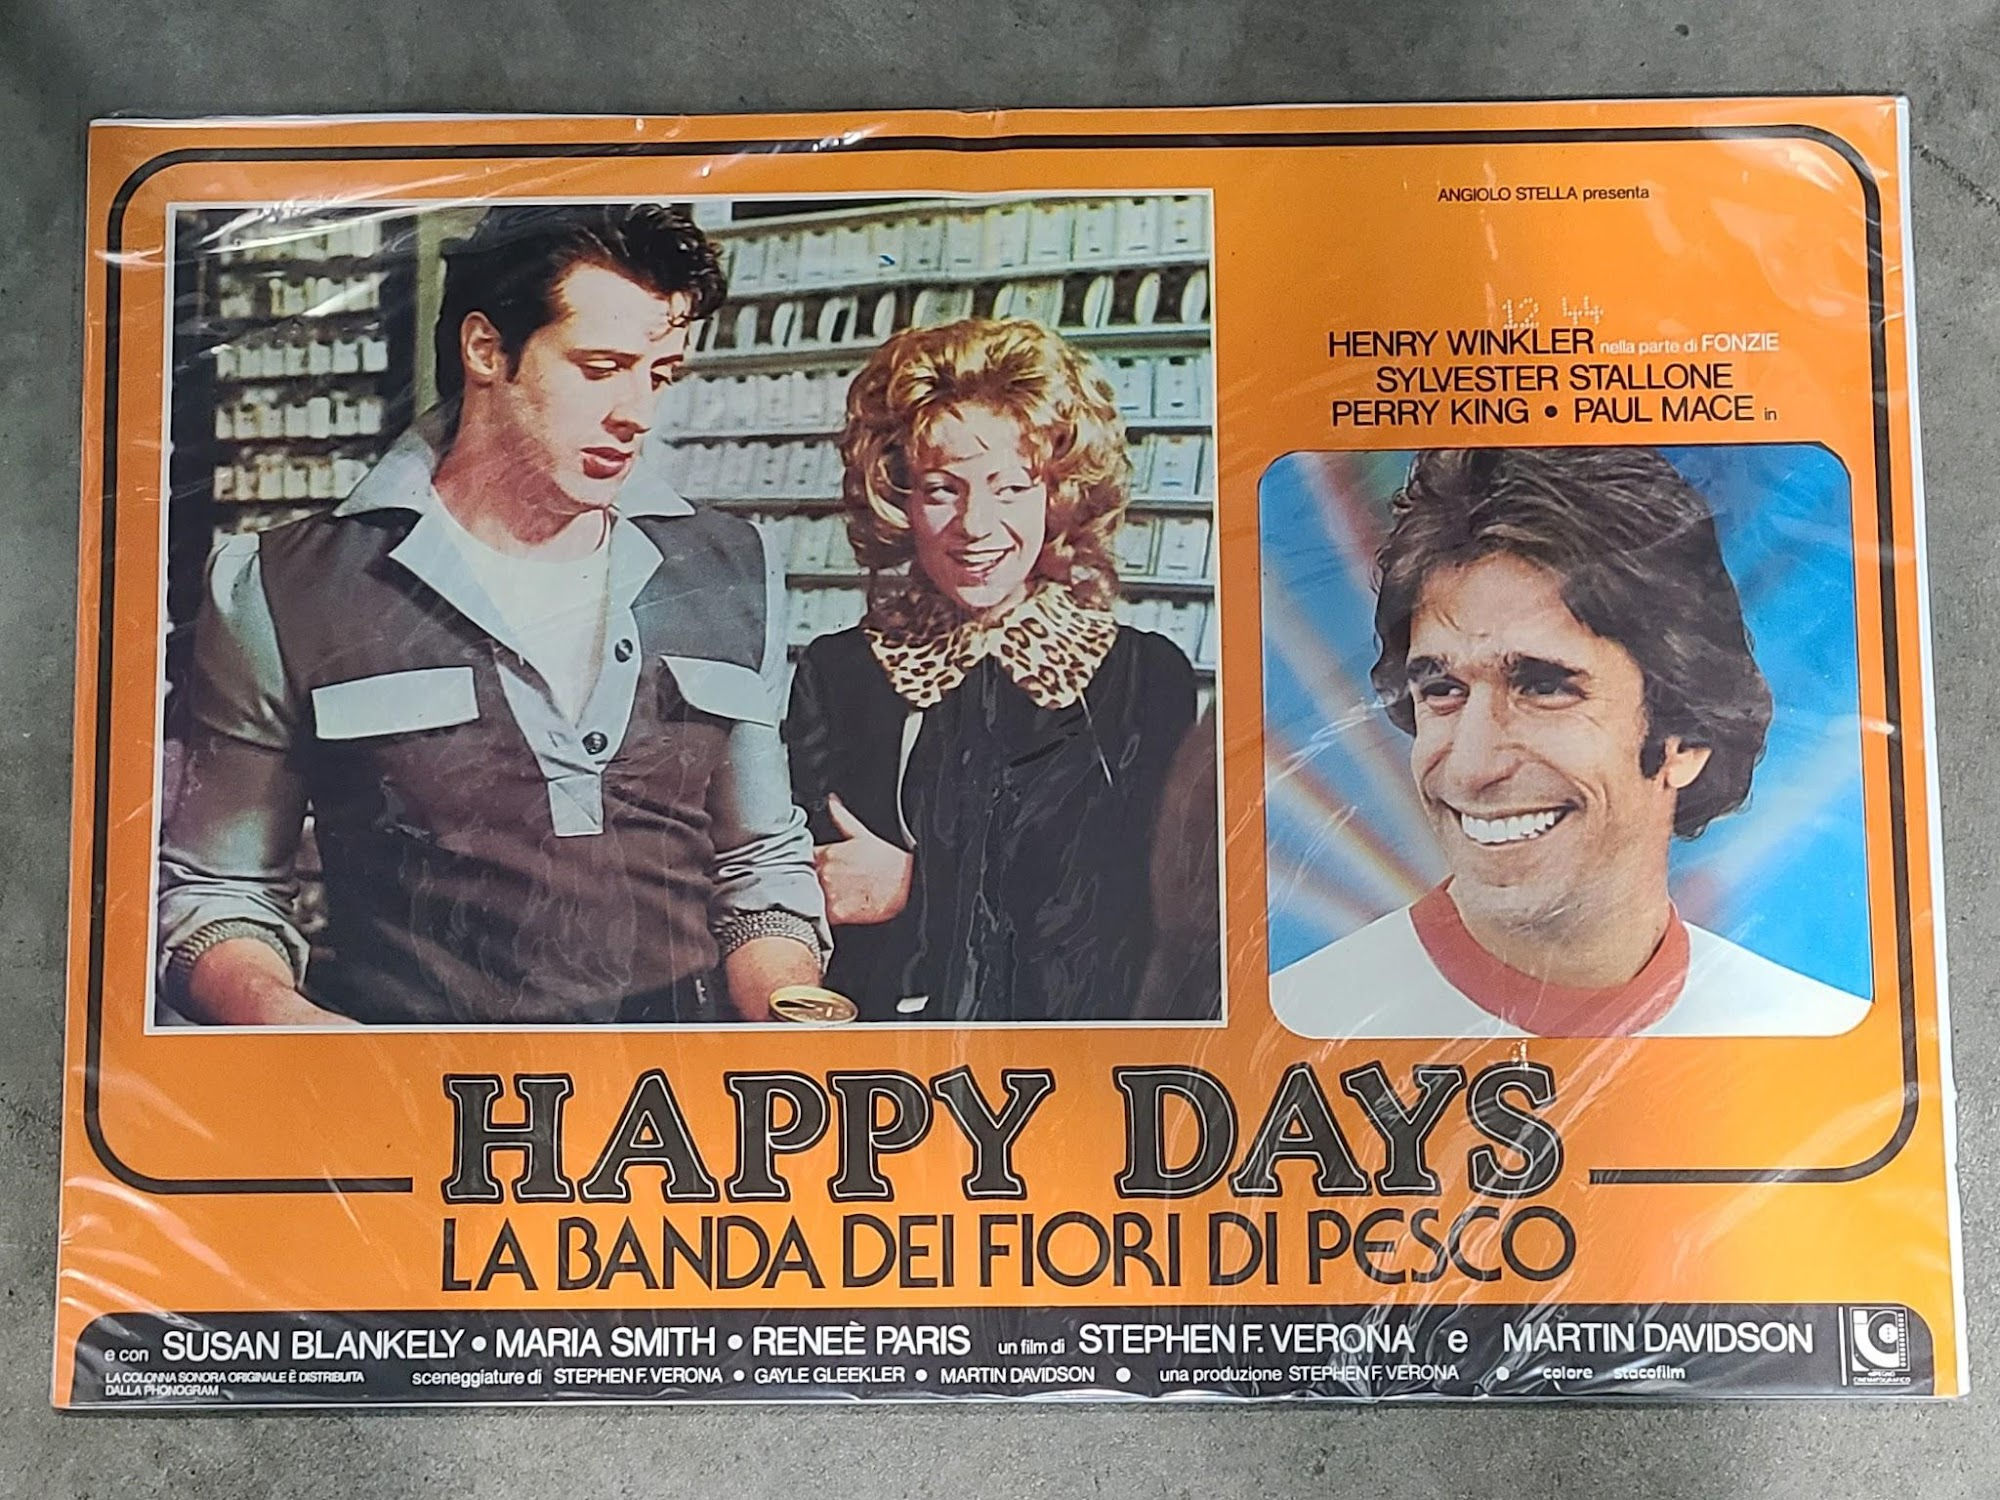 ANGIOLO STELLA presenta
12 44
HENRY WINKLER nella parte di FONZIE
SYLVESTER STALLONE
PERRY KING • PAUL MACE in
HAPPY DAYS
LA BANDA DEI FIORI DI PESCO
e con SUSAN BLANKELY • MARIA SMITH • RENEÈ PARIS un film di STEPHEN F. VERONA e MARTIN DAVIDSON
LA COLONNA SONORA ORIGINALE È DISTRIBUITA
DALLA PHONOGRAM
sceneggiature di STEPHEN F. VERONA • GAYLE GLEEKLER • MARTIN DAVIDSON • una produzione STEPHEN F. VERONA • colore stacofilm